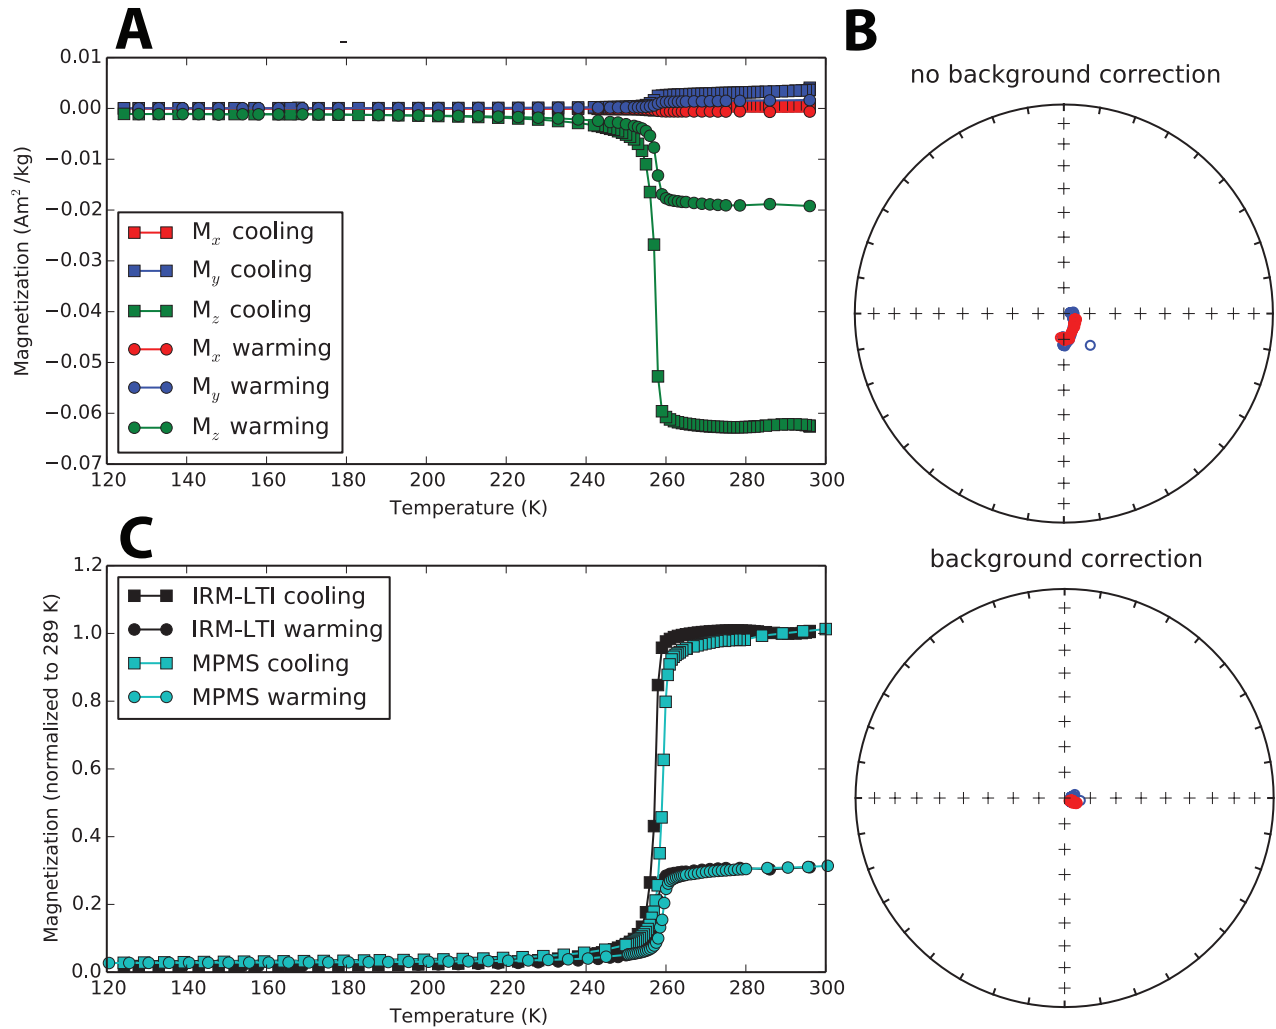 A
B
0.01
0.00
−0.01
−0.02
−0.03
−0.04
−0.05
−0.06
−0.07
Magnetization (Am² /kg)
Mx cooling
My cooling
Mz cooling
Mx warming
My warming
Mz warming
120 140 160 180 200 220 240 260 280 300
Temperature (K)
no background correction
C
1.2
1.0
0.8
0.6
0.4
0.2
0.0
Magnetization (normalized to 289 K)
IRM-LTI cooling
IRM-LTI warming
MPMS cooling
MPMS warming
120 140 160 180 200 220 240 260 280 300
Temperature (K)
background correction